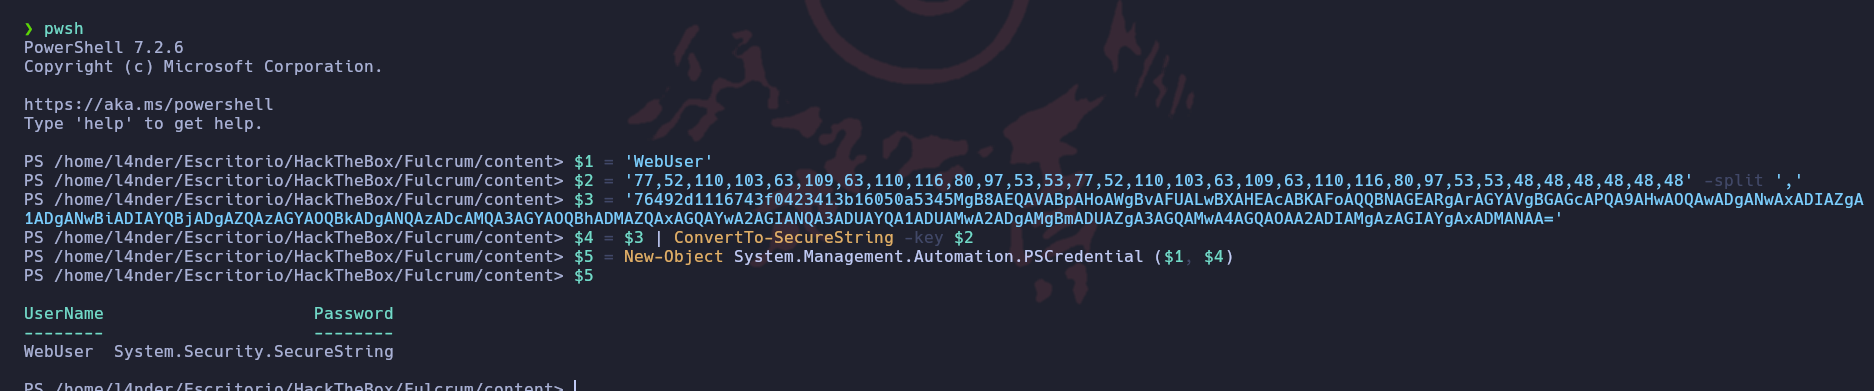 ❯ pwsh
PowerShell 7.2.6
Copyright (c) Microsoft Corporation.
https://aka.ms/powershell
Type 'help' to get help.
PS /home/l4nder/Escritorio/HackTheBox/Fulcrum/content> $1 = 'WebUser'
PS /home/l4nder/Escritorio/HackTheBox/Fulcrum/content> $2 = '77,52,110,103,63,109,63,110,116,80,97,53,53,77,52,110,103,63,109,63,110,116,80,97,53,53,48,48,48,48,48,48' -split ','
PS /home/l4nder/Escritorio/HackTheBox/Fulcrum/content> $3 = '76492d1116743f0423413b16050a5345MgB8AEQAVABpAHoAWgBvAFUALwBXAHEAcABKAFoAQQBNAGEARgArAGYAVgBGAGcAPQA9AHwAOQAwADgANwAxADIAZgA
1ADgANwBiADIAYQBjADgAZQAzAGYAOQBkADgANQAzADcAMQA3AGYAOQBhADMAZQAxAGQAYwA2AGIANQA3ADUAYQA1ADUAMwA2ADgAMgBmADUAZgA3AGQAMwA4AGQAOAA2ADIAMgAzAGIAYgAxADMANAA='
PS /home/l4nder/Escritorio/HackTheBox/Fulcrum/content> $4 = $3 | ConvertTo-SecureString -key $2
PS /home/l4nder/Escritorio/HackTheBox/Fulcrum/content> $5 = New-Object System.Management.Automation.PSCredential ($1, $4)
PS /home/l4nder/Escritorio/HackTheBox/Fulcrum/content> $5
UserName                     Password
--------                     --------
WebUser  System.Security.SecureString
PS /home/l4nder/Escritorio/HackTheBox/Fulcrum/content>